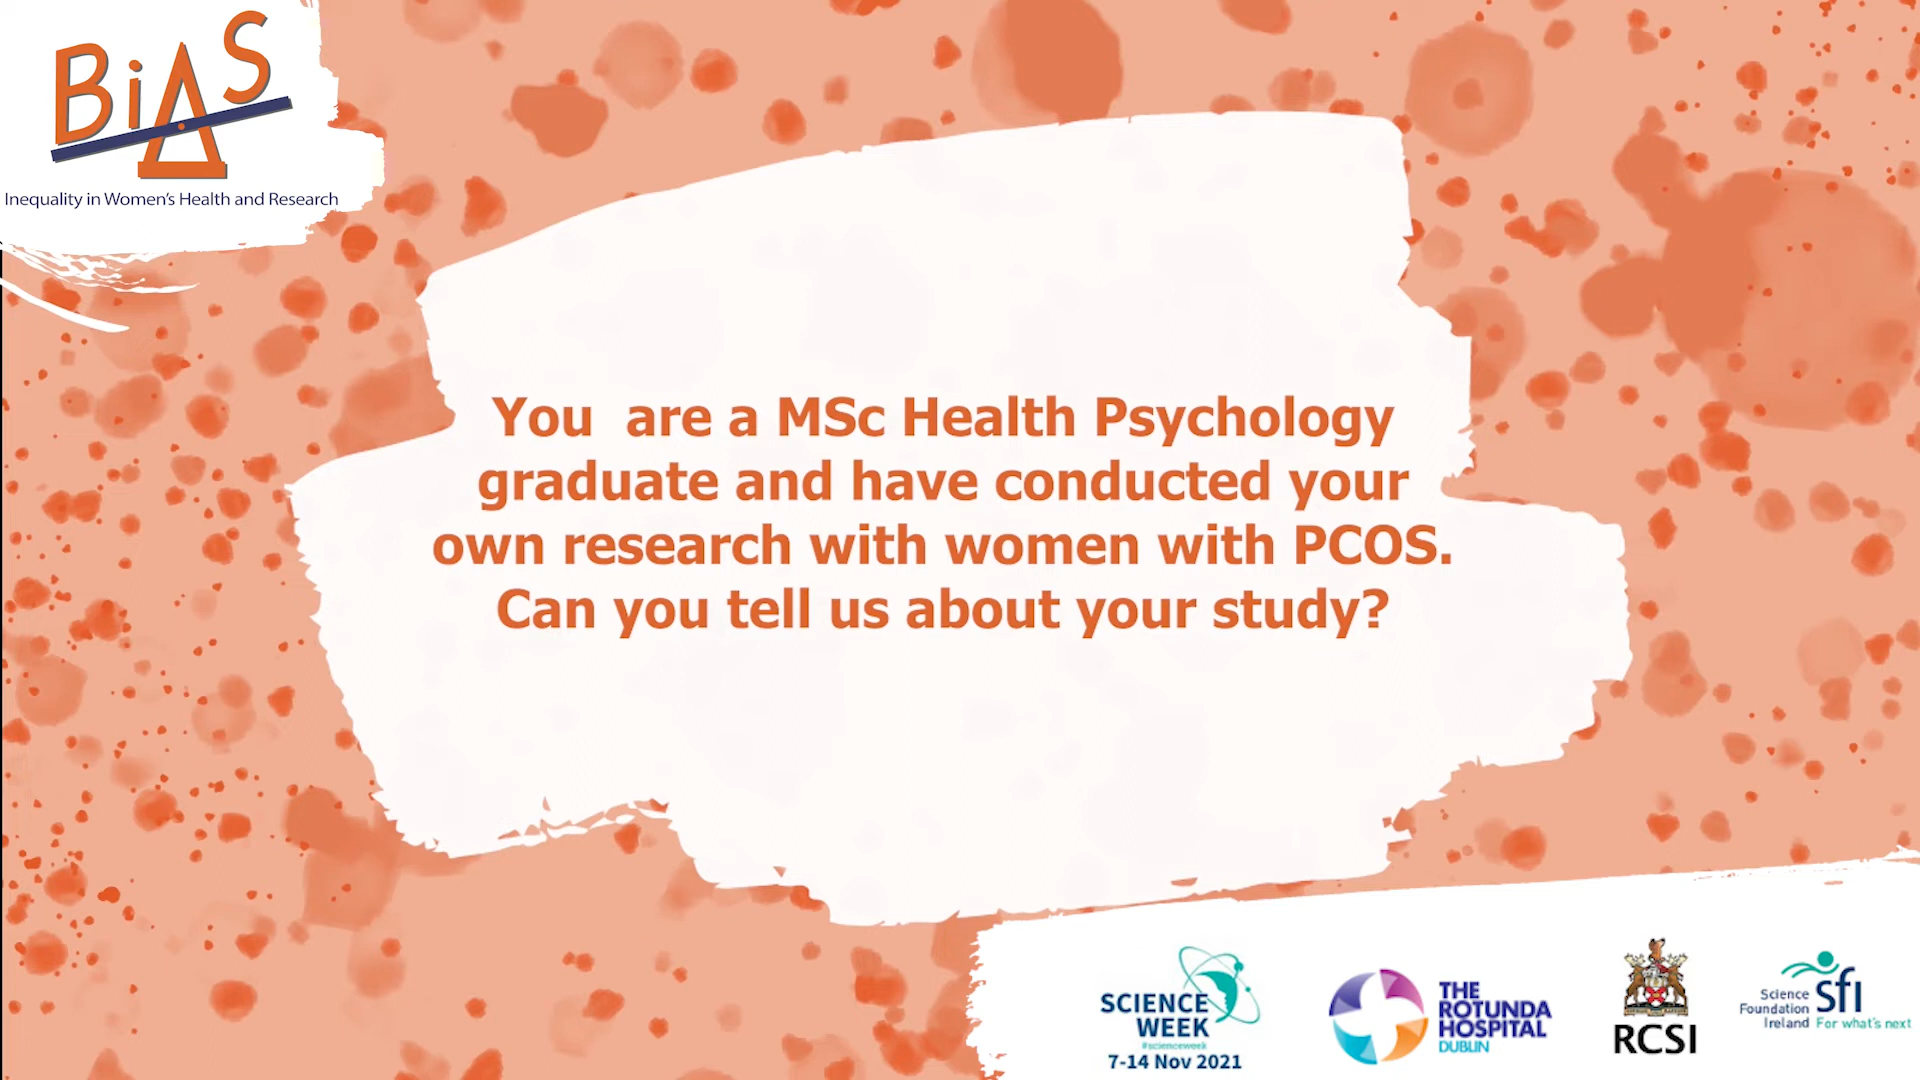 BiAS
Inequality in Women's Health and Research
You are a MSc Health Psychology
graduate and have conducted your
own research with women with PCOS.
Can you tell us about your study?
SCIENCE
WEEK
#scienceweek
7-14 Nov 2021
THE
ROTUNDA
HOSPITAL
DUBLIN
RCSI
Science
Foundation
Ireland
sfi
For what's next